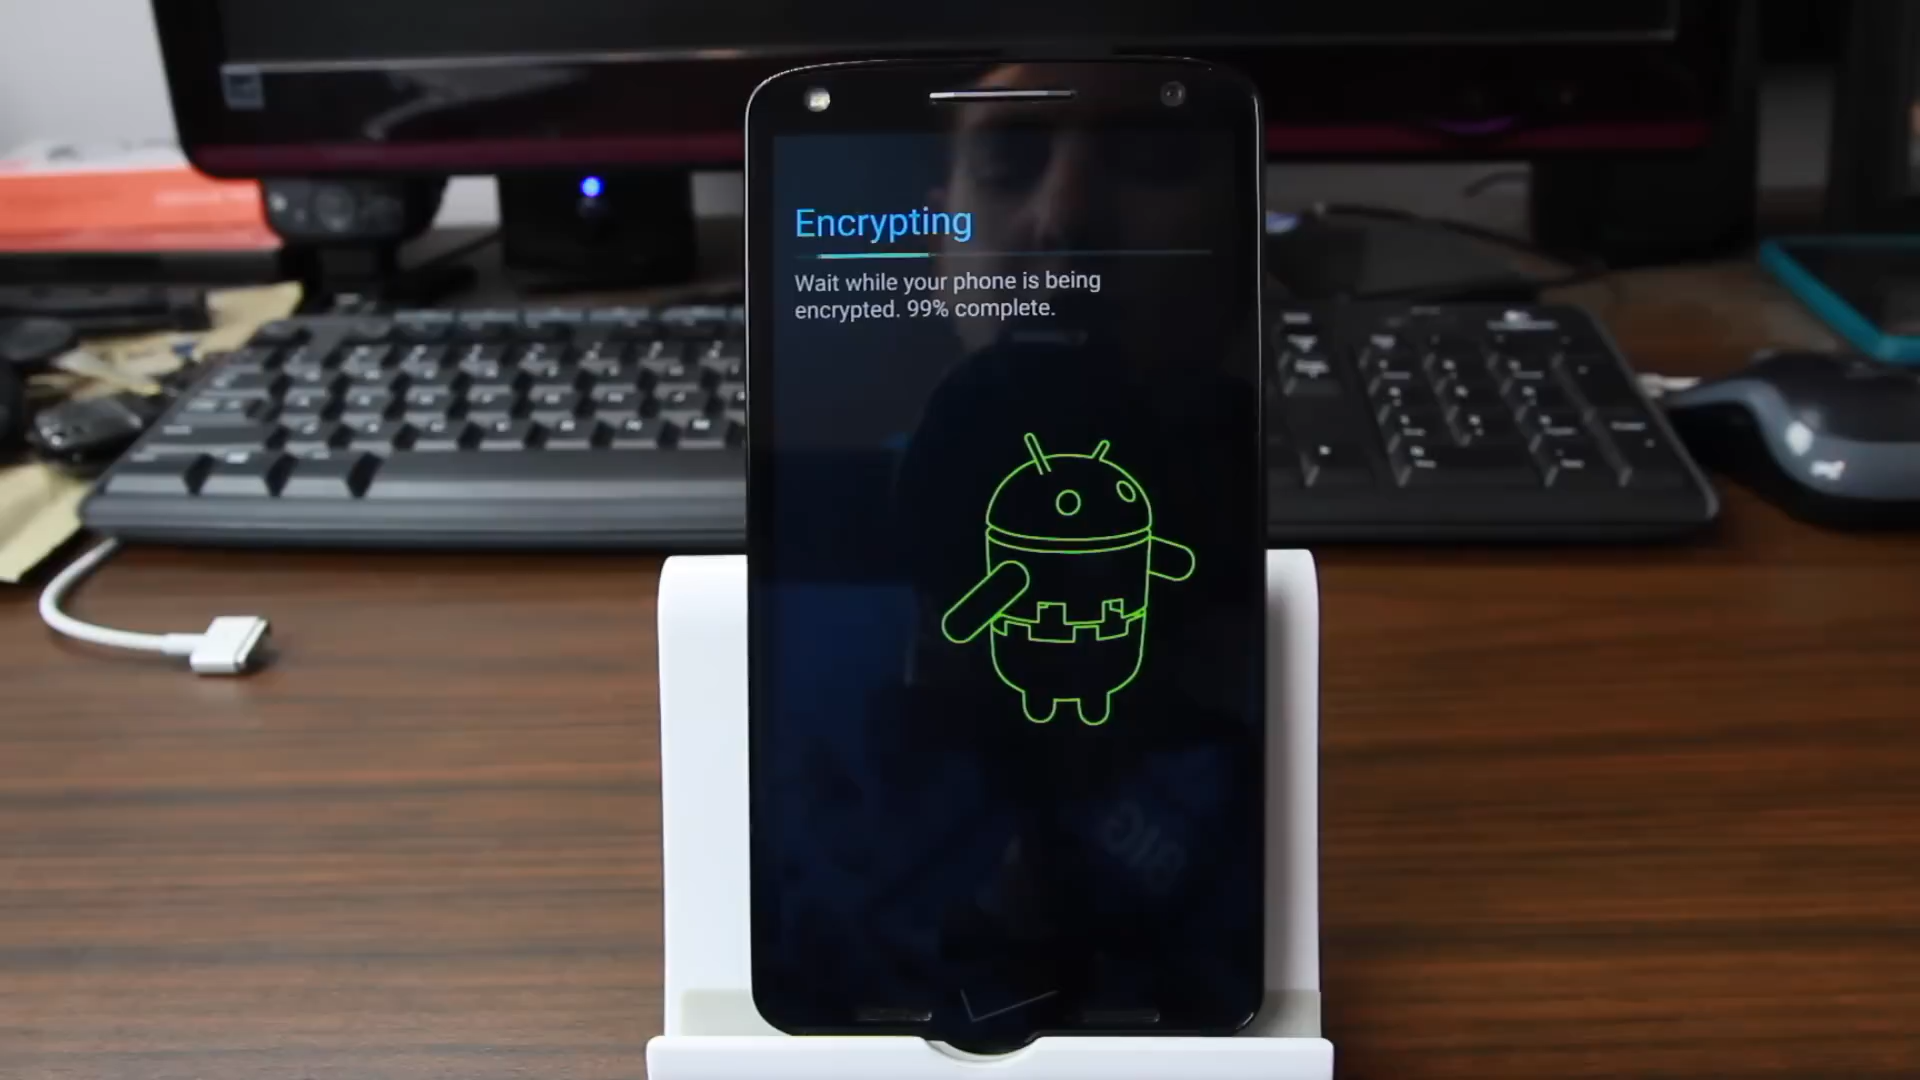 Encrypting
Wait while your phone is being
encrypted. 99% complete.